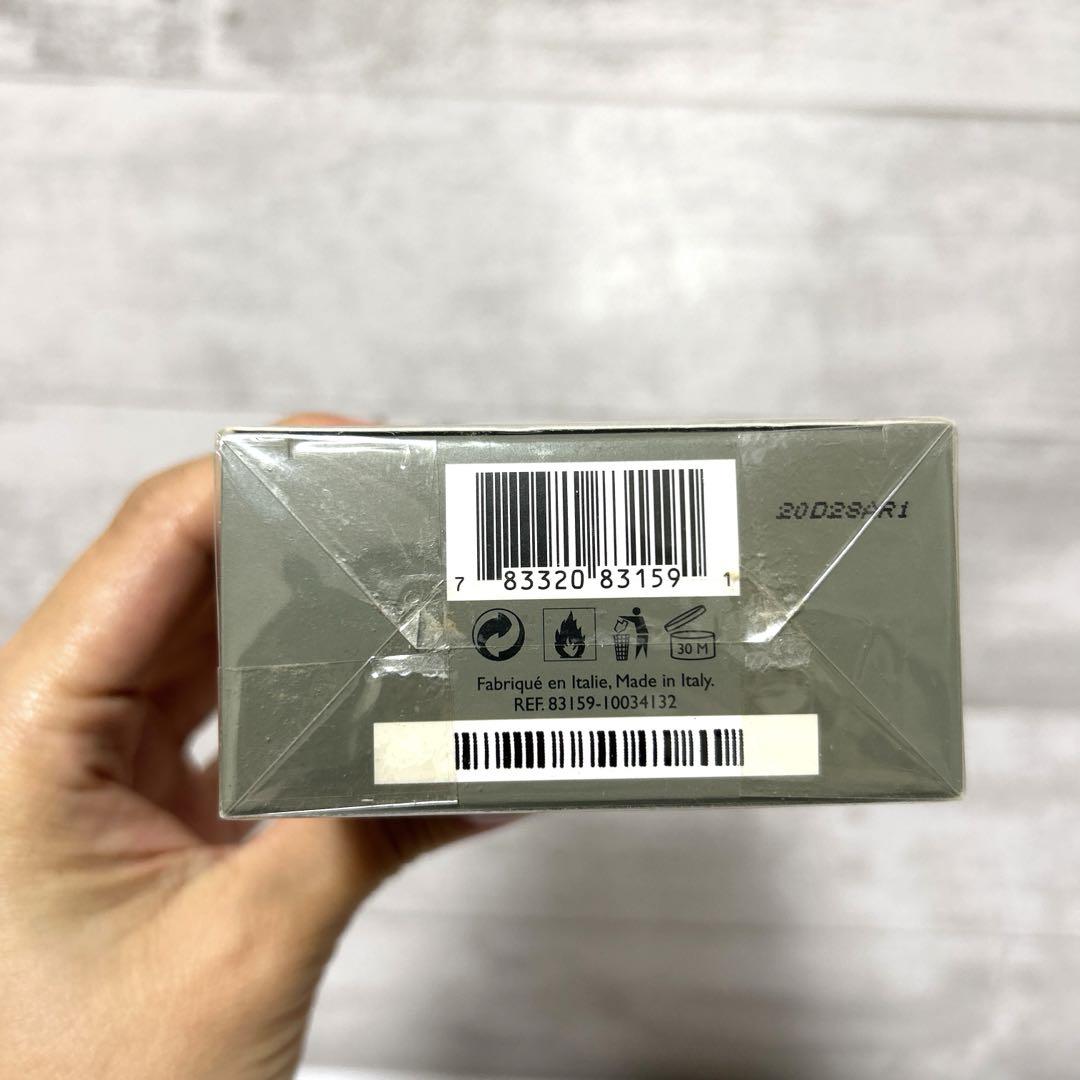 20D28AR1
7 83320 83159 1
30 M
Fabriqué en Italie, Made in Italy.
REF. 83159-10034132